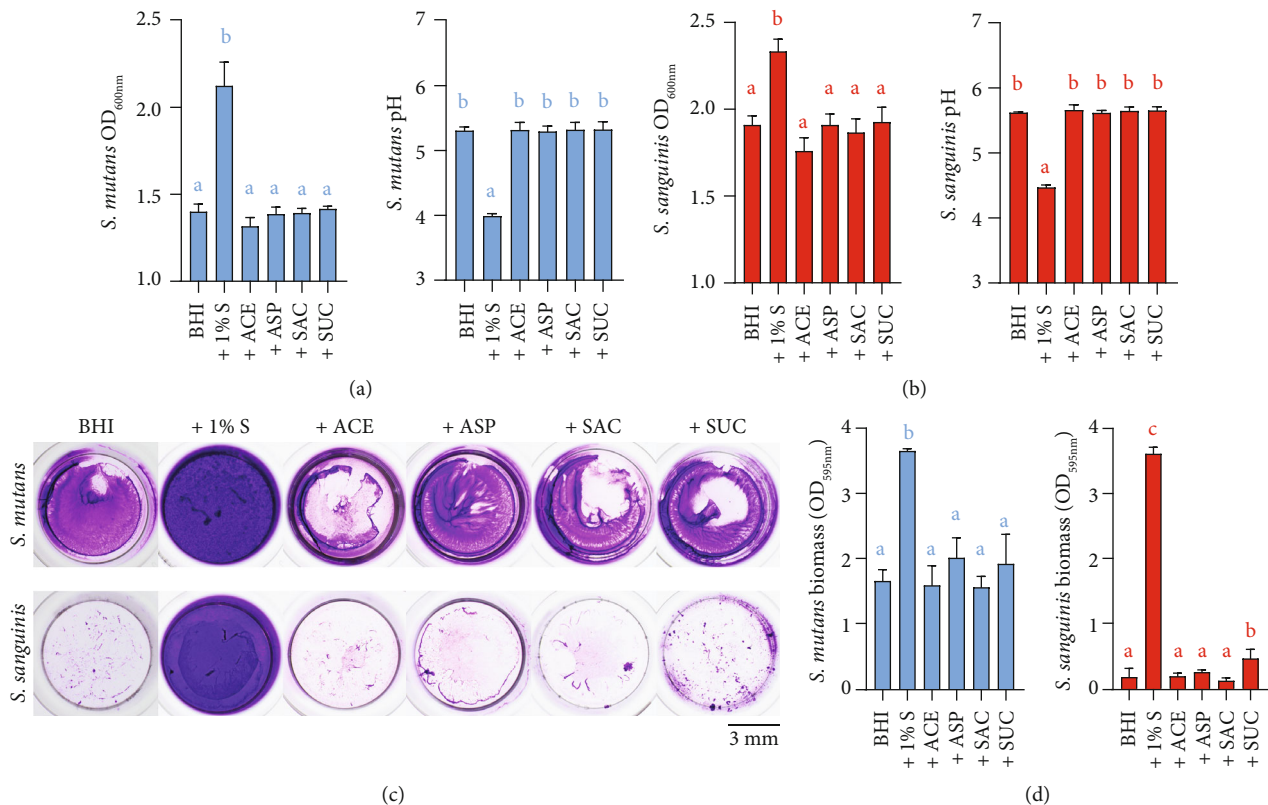 S. mutans OD600nm
2.5
2.0
1.5
1.0
a
b
a
a
a
a
BHI
+ 1% S
+ ACE
+ ASP
+ SAC
+ SUC
S. mutans pH
7
6
5
4
3
b
a
b
b
b
b
BHI
+ 1% S
+ ACE
+ ASP
+ SAC
+ SUC
(a)
S. sanguinis OD600nm
2.5
2.0
1.5
1.0
a
b
a
a
a
a
BHI
+ 1% S
+ ACE
+ ASP
+ SAC
+ SUC
S. sanguinis pH
7
6
5
4
3
b
a
b
b
b
b
BHI
+ 1% S
+ ACE
+ ASP
+ SAC
+ SUC
(b)
BHI + 1% S + ACE + ASP + SAC + SUC
S. mutans
S. sanguinis
3 mm
(c)
S. mutans biomass (OD595nm)
4
3
2
1
0
a
b
a
a
a
a
BHI
+ 1% S
+ ACE
+ ASP
+ SAC
+ SUC
S. sanguinis biomass (OD595nm)
4
3
2
1
0
a
c
a
a
a
b
BHI
+ 1% S
+ ACE
+ ASP
+ SAC
+ SUC
(d)